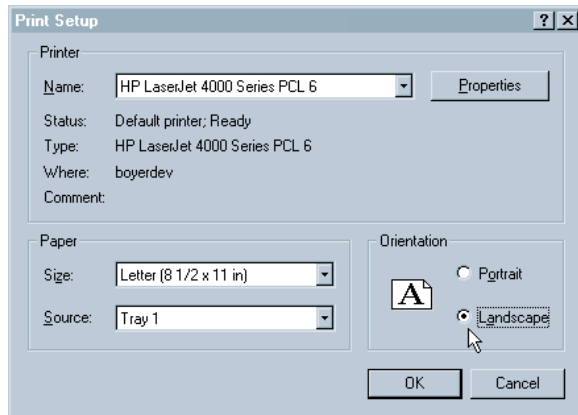 Print Setup
Printer
Name: HP LaserJet 4000 Series PCL 6 Properties
Status: Default printer; Ready
Type: HP LaserJet 4000 Series PCL 6
Where: boyerdev
Comment:
Paper
Size: Letter (8 1/2 x 11 in)
Source: Tray 1
Orientation
A
Portrait
Landscape
OK Cancel